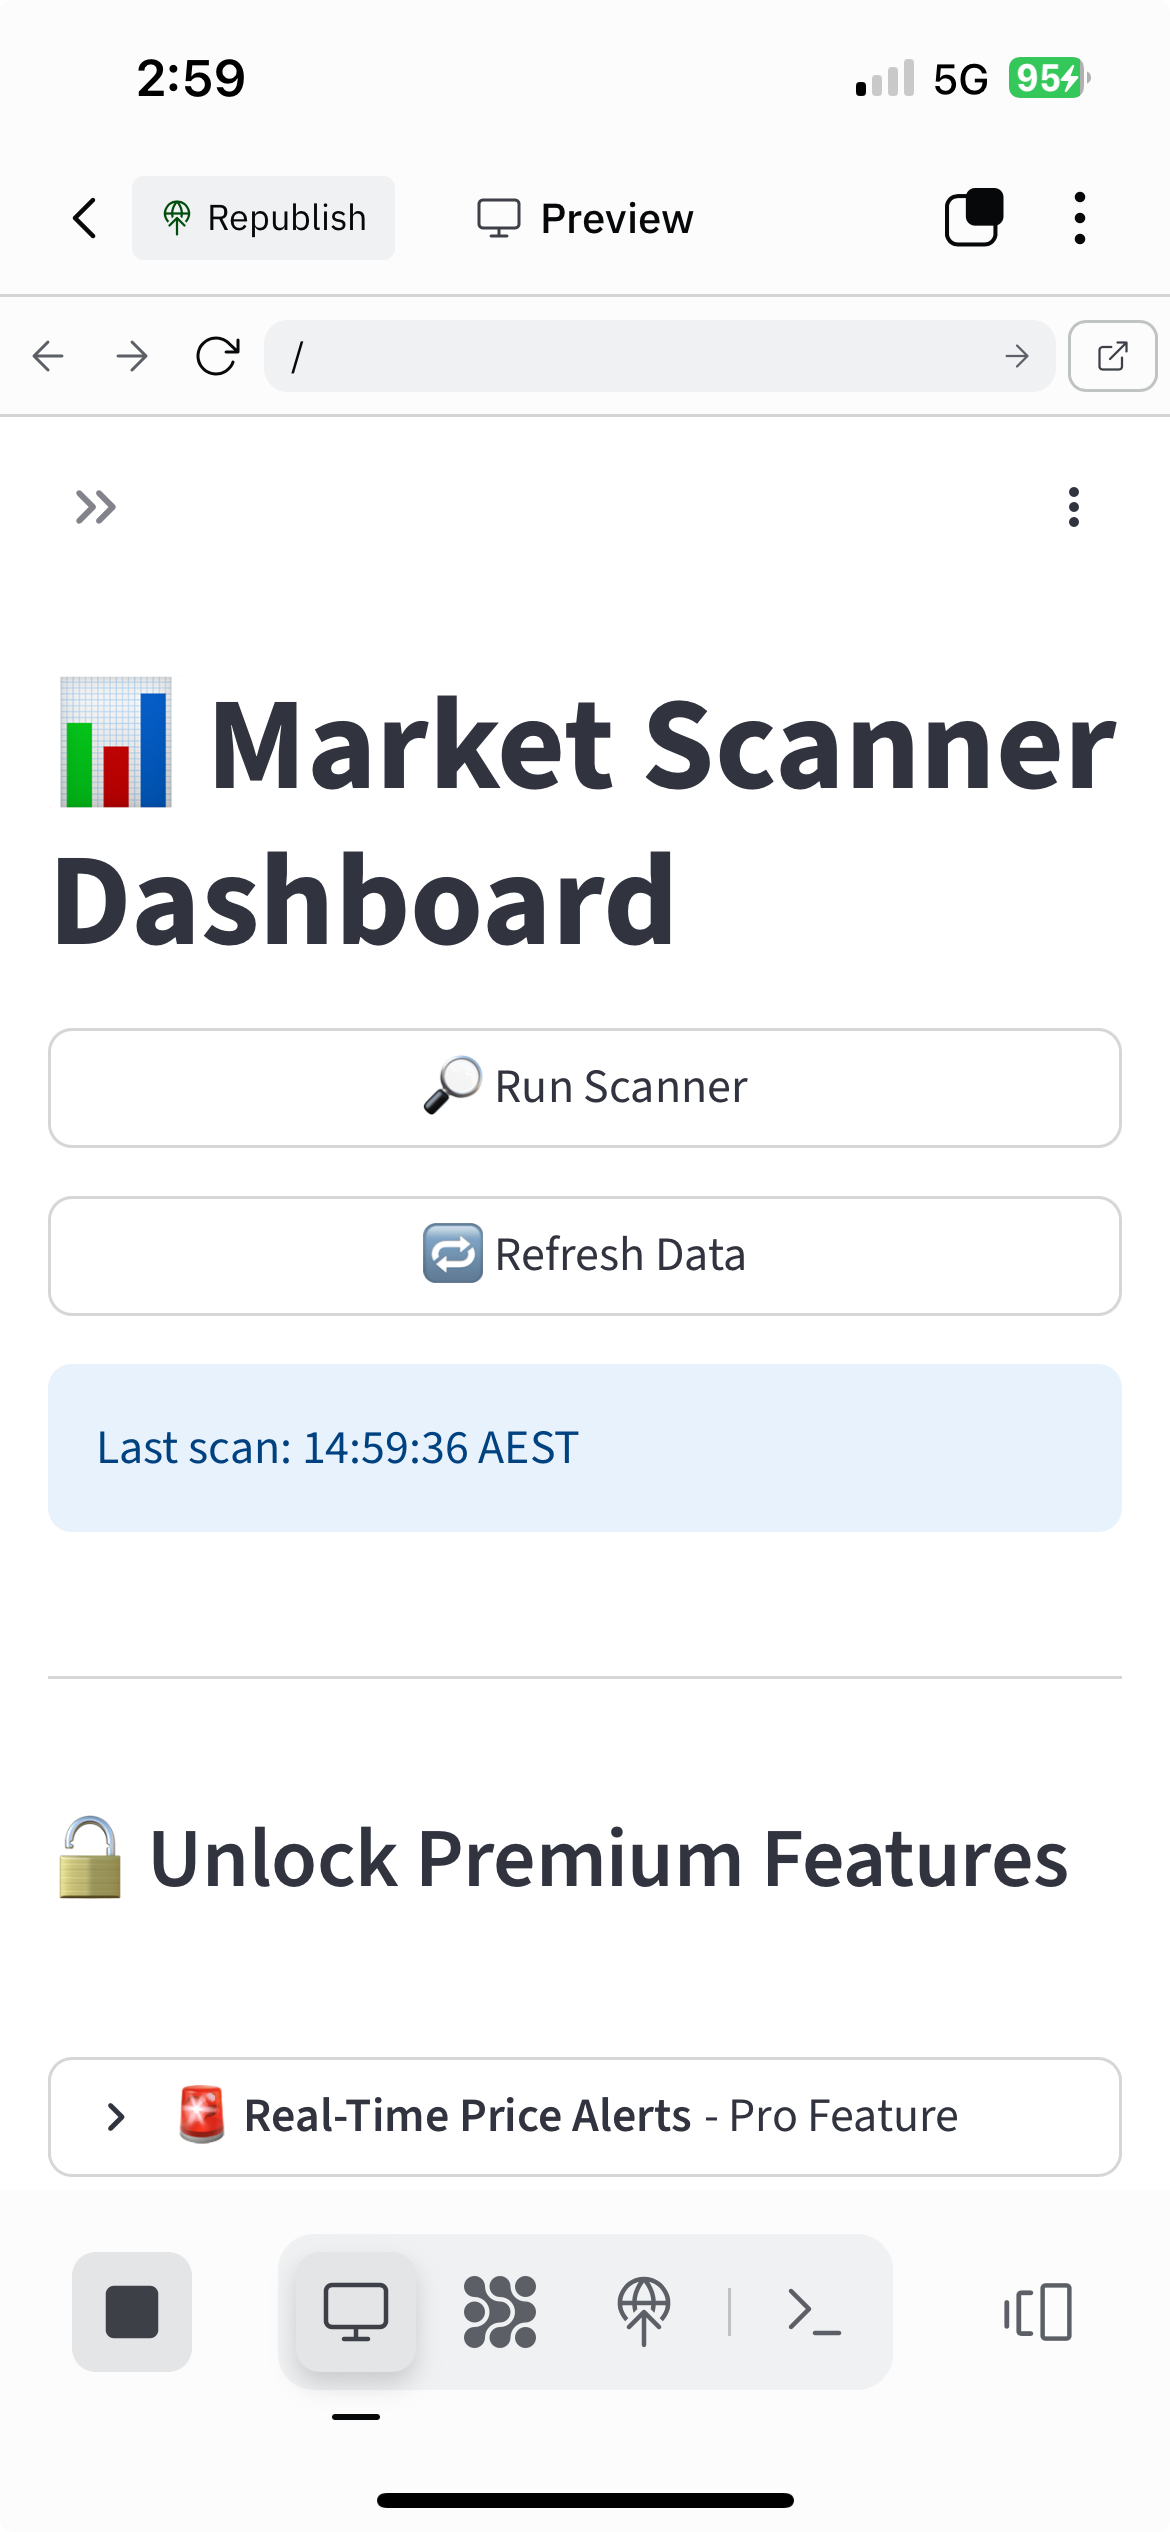 2:59
5G 95
Republish
Preview
/
📊 Market Scanner
Dashboard
🔎 Run Scanner
🔁 Refresh Data
Last scan: 14:59:36 AEST
🔓 Unlock Premium Features
🚨 Real-Time Price Alerts - Pro Feature